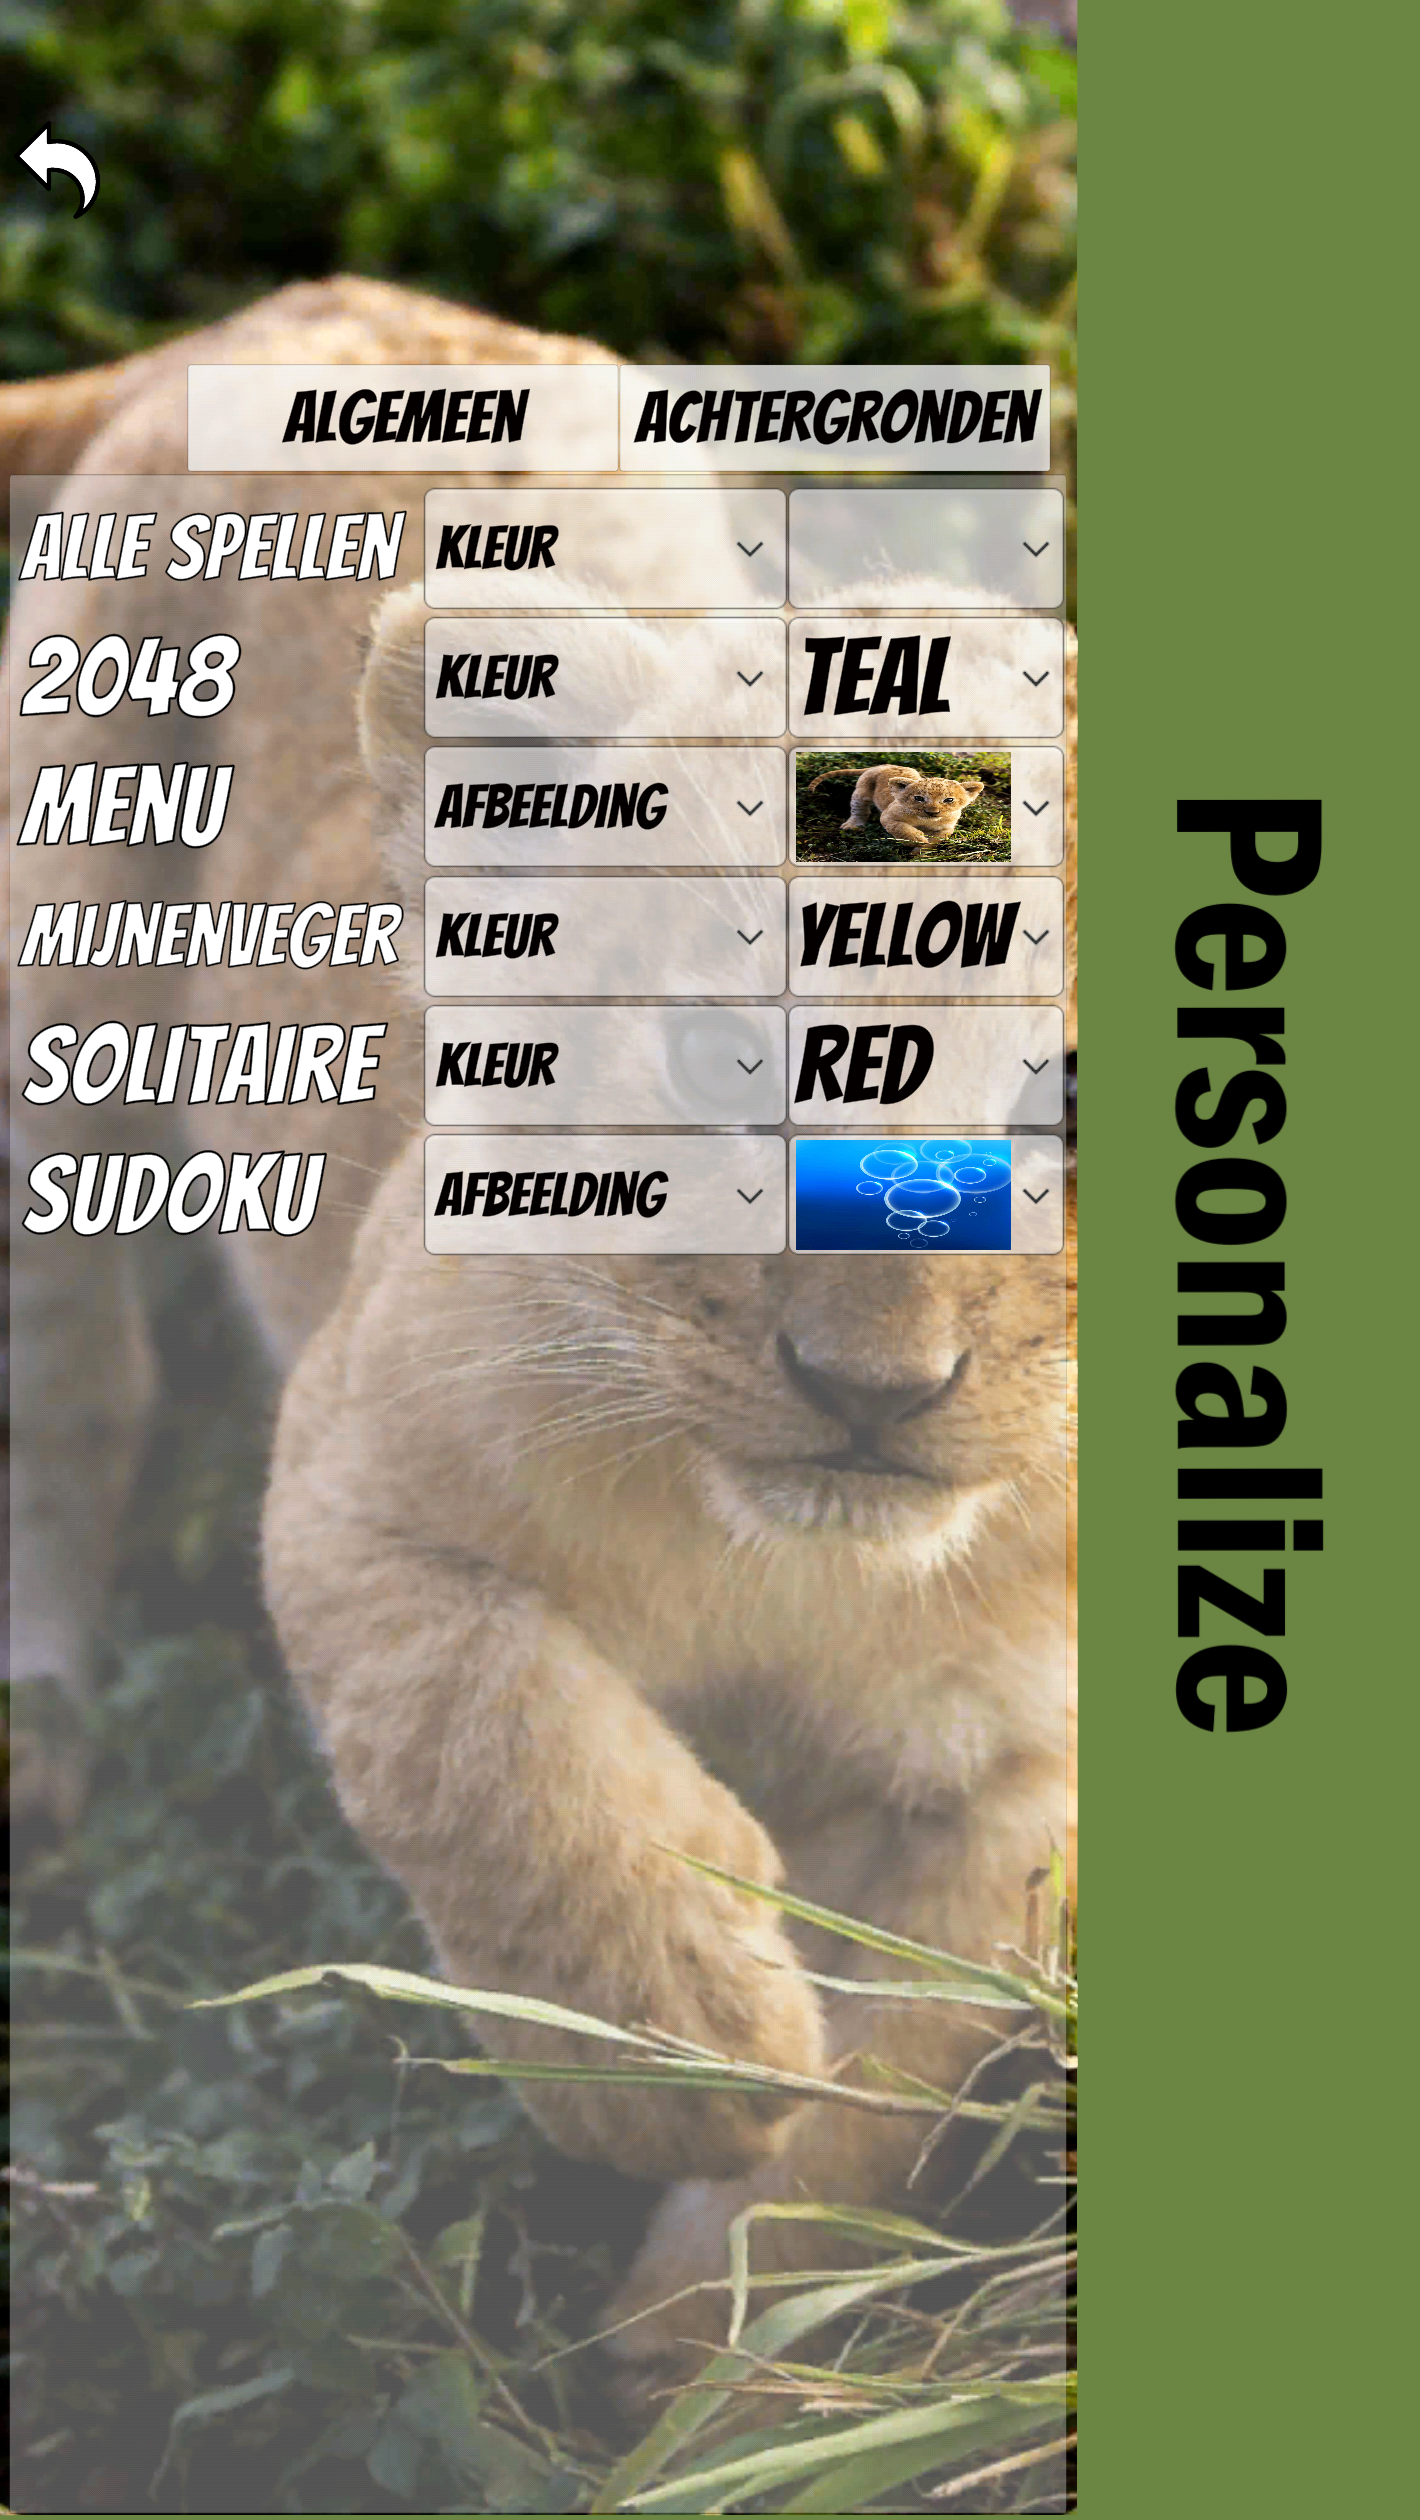 ALGEMEEN ACHTERGRONDEN
ALLE SPELLEN KLEUR
2048 KLEUR TEAL
MENU AFBEELDING
MIJNENVEGER KLEUR YELLOW
SOLITAIRE KLEUR RED
SUDOKU AFBEELDING
Personalize